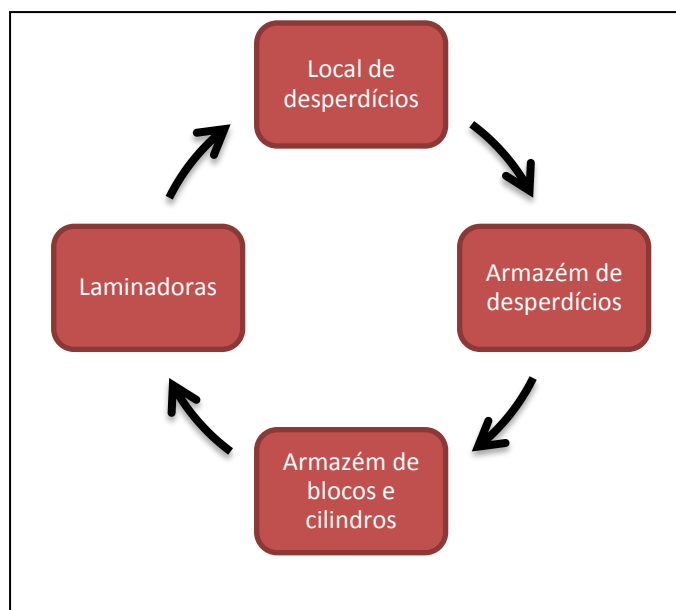 Local de
desperdícios
Armazém de
desperdícios
Armazém de
blocos e
cilindros
Laminadoras